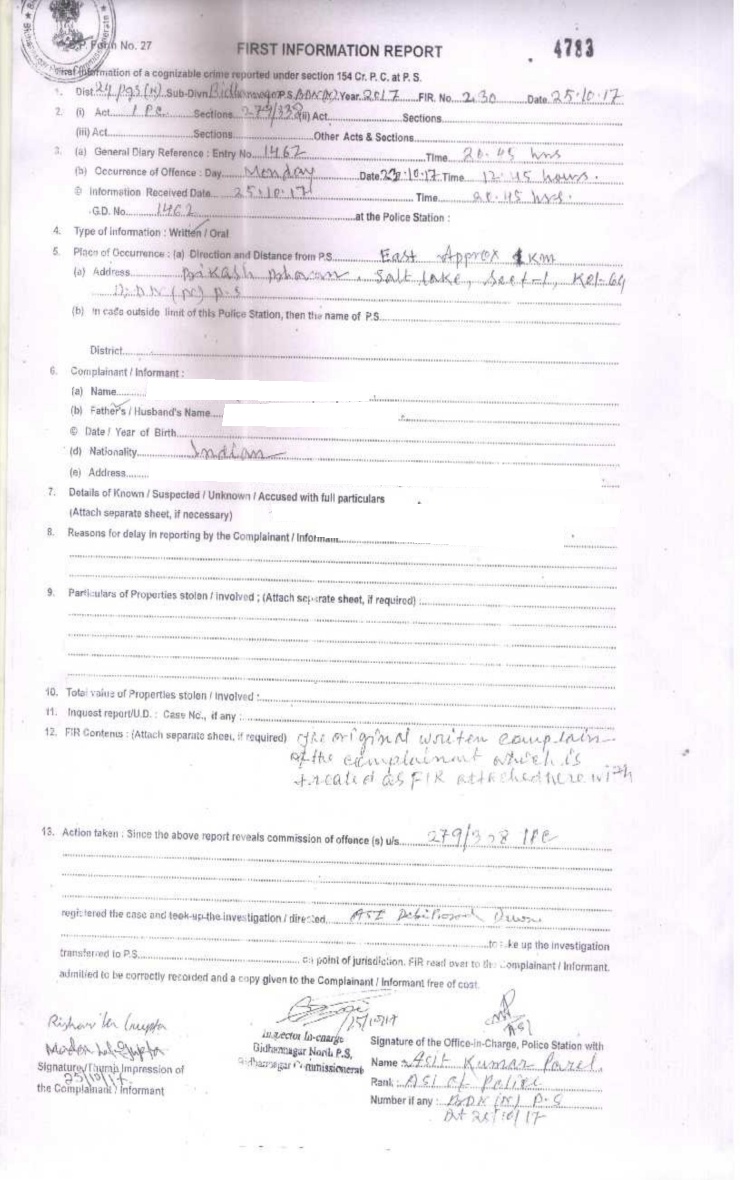 Form No. 27
FIRST INFORMATION REPORT
4783
First Information of a cognizable crime reported under section 154 Cr. P. C. at P. S.
1. Dist. 24 pgs (N) Sub-Divn. P.S. BDN(N) Year 2017 FIR. No. 230 Date 25.10.17
2. (i) Act IPC Sections 279/338 (ii) Act Sections
(iii) Act Sections Other Acts & Sections
3. (a) General Diary Reference : Entry No. 1462 Time 20.45 hrs
(b) Occurrence of Offence : Day Monday Date 23.10.17 Time 12.45 hours.
© Information Received Date 25.10.17 Time 20.45 hrs.
G.D. No. 1462 at the Police Station :
4. Type of information : Written / Oral
5. Place of Occurrence : (a) Direction and Distance from P.S. East Approx 1 Km
(a) Address Bikash Bhavan, Salt Lake, Sect-1, Kol-64
P.S
(b) In case outside limit of this Police Station, then the name of P.S.
District
6. Complainant / Informant :
(a) Name
(b) Father's / Husband's Name
© Date / Year of Birth
(d) Nationality Indian
(e) Address
7. Details of Known / Suspected / Unknown / Accused with full particulars
(Attach separate sheet, if necessary)
8. Reasons for delay in reporting by the Complainant / Informant
9. Particulars of Properties stolen / involved ; (Attach separate sheet, if required) :
10. Total value of Properties stolen / Involved :
11. Inquest report/U.D. : Case No., if any :
12. FIR Contents : (Attach separate sheet, if required) The original written complain
of the complainant which is
treated as FIR attached here with
13. Action taken : Since the above report reveals commission of offence (s) u/s 279/338 IPC
registered the case and took-up-the investigation / directed ASI
to take up the investigation
transferred to P.S. on point of jurisdiction. FIR read over to the Complainant / Informant,
admitted to be correctly recorded and a copy given to the Complainant / Informant free of cost.
25/10/17
ASI
Gupta
Madan Lal Gupta
Signature/Thumb Impression of
25/10/17
the Complainant / Informant
Inspector In-charge
Bidhannagar North P.S.
Bidhannagar Commissionerate
Signature of the Office-in-Charge, Police Station with
Name : Asit Kumar
Rank : ASI of Police
Number if any : BDN (N) P.S
Dt 25/10/17